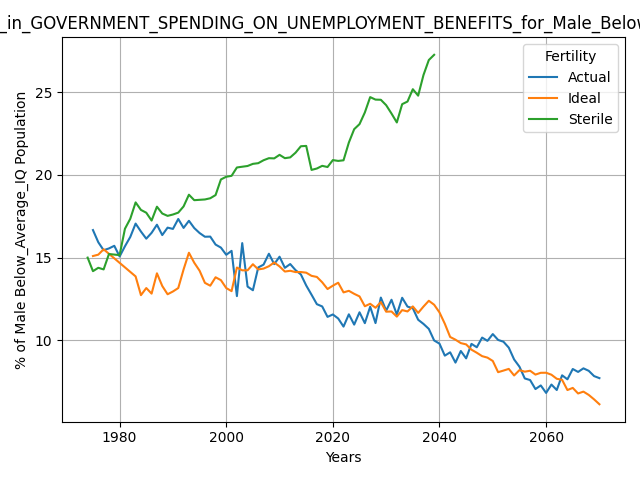 _in_GOVERNMENT_SPENDING_ON_UNEMPLOYMENT_BENEFITS_for_Male_Below
Fertility
Actual
Ideal
Sterile
% of Male Below_Average_IQ Population
25
20
15
10
1980 2000 2020 2040 2060
Years